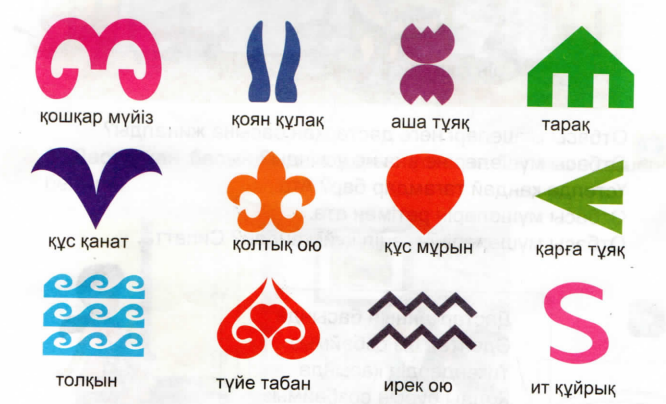 қошқар мүйіз қоян құлақ аша тұяқ тарақ
құс қанат қолтық ою құс мұрын қарға тұяқ
толқын түйе табан ирек ою ит құйрық